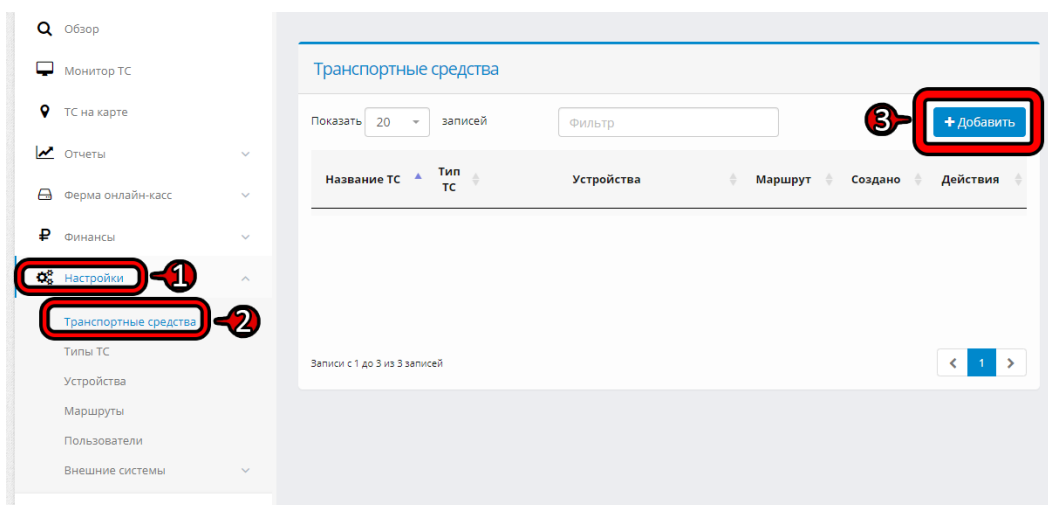 Обзор
Монитор ТС
ТС на карте
Отчеты
Ферма онлайн-касс
Финансы
Настройки
1
Транспортные средства
2
Типы ТС
Устройства
Маршруты
Пользователи
Внешние системы
Транспортные средства
Показать 20 записей
Фильтр
3
+ Добавить
Название ТС Тип ТС Устройства Маршрут Создано Действия
Записи с 1 до 3 из 3 записей
< 1 >